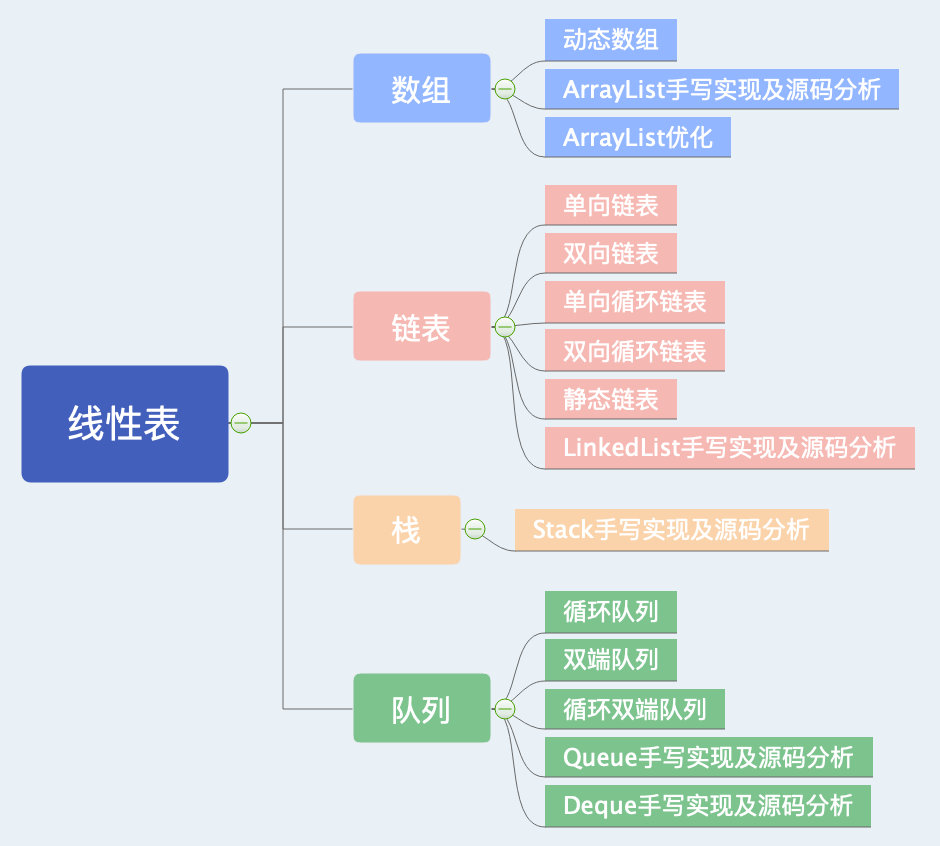 线性表
数组
动态数组
ArrayList手写实现及源码分析
ArrayList优化
链表
单向链表
双向链表
单向循环链表
双向循环链表
静态链表
LinkedList手写实现及源码分析
栈
Stack手写实现及源码分析
队列
循环队列
双端队列
循环双端队列
Queue手写实现及源码分析
Deque手写实现及源码分析